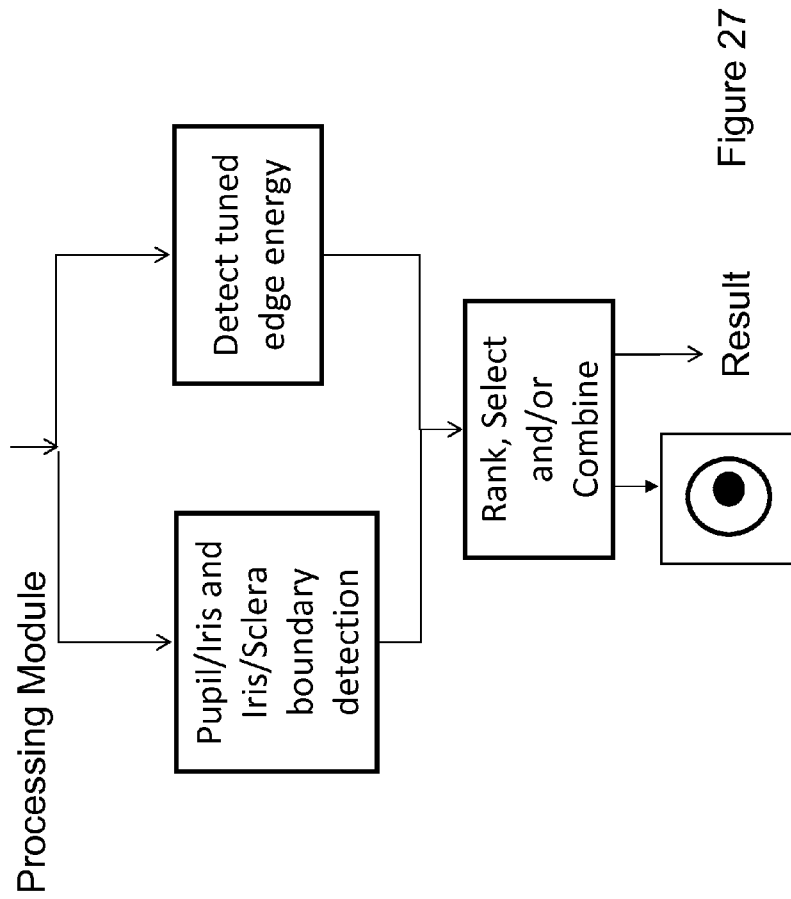 Processing Module
Pupil/Iris and
Iris/Sclera
boundary
detection
Detect tuned
edge energy
Rank, Select
and/or
Combine
Result
Figure 27